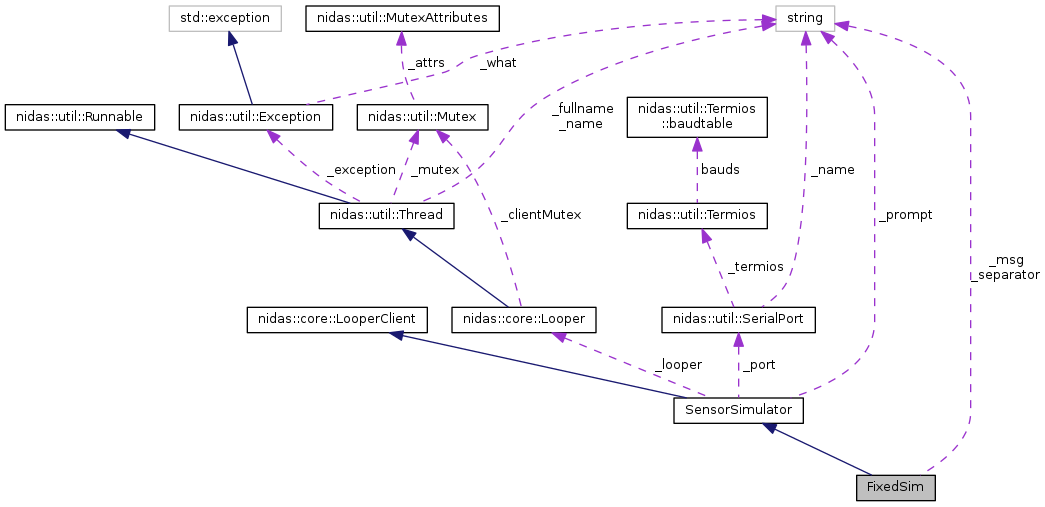 std::exception
nidas::util::MutexAttributes
string
_attrs
_what
nidas::util::Runnable
nidas::util::Exception
nidas::util::Mutex
_fullname
_name
nidas::util::Termios
::baudtable
_exception
_mutex
bauds
_name
nidas::util::Thread
_clientMutex
nidas::util::Termios
_prompt
_termios
_msg
_separator
nidas::core::LooperClient
nidas::core::Looper
nidas::util::SerialPort
_looper
_port
SensorSimulator
FixedSim